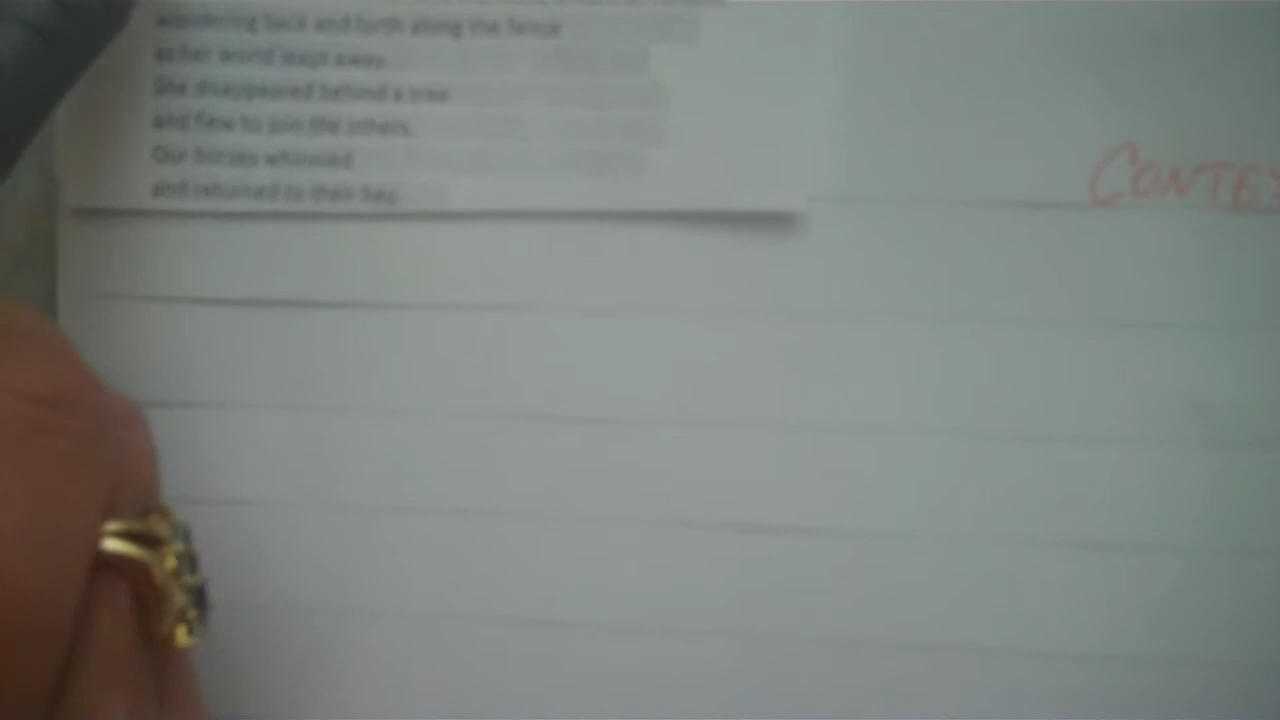 wandering back and forth along the fence
as her world leapt away.
She disappeared behind a tree
and flew to join the others.
Our horses whinnied
and returned to their hay.
CONTEX